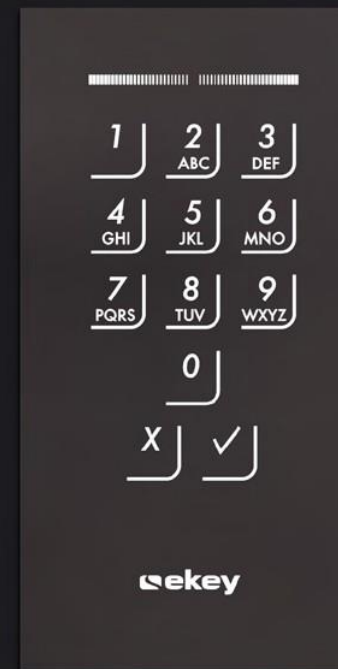 1 2 3
ABC DEF
4 5 6
GHI JKL MNO
7 8 9
PQRS TUV WXYZ
0
X ✓
ekey